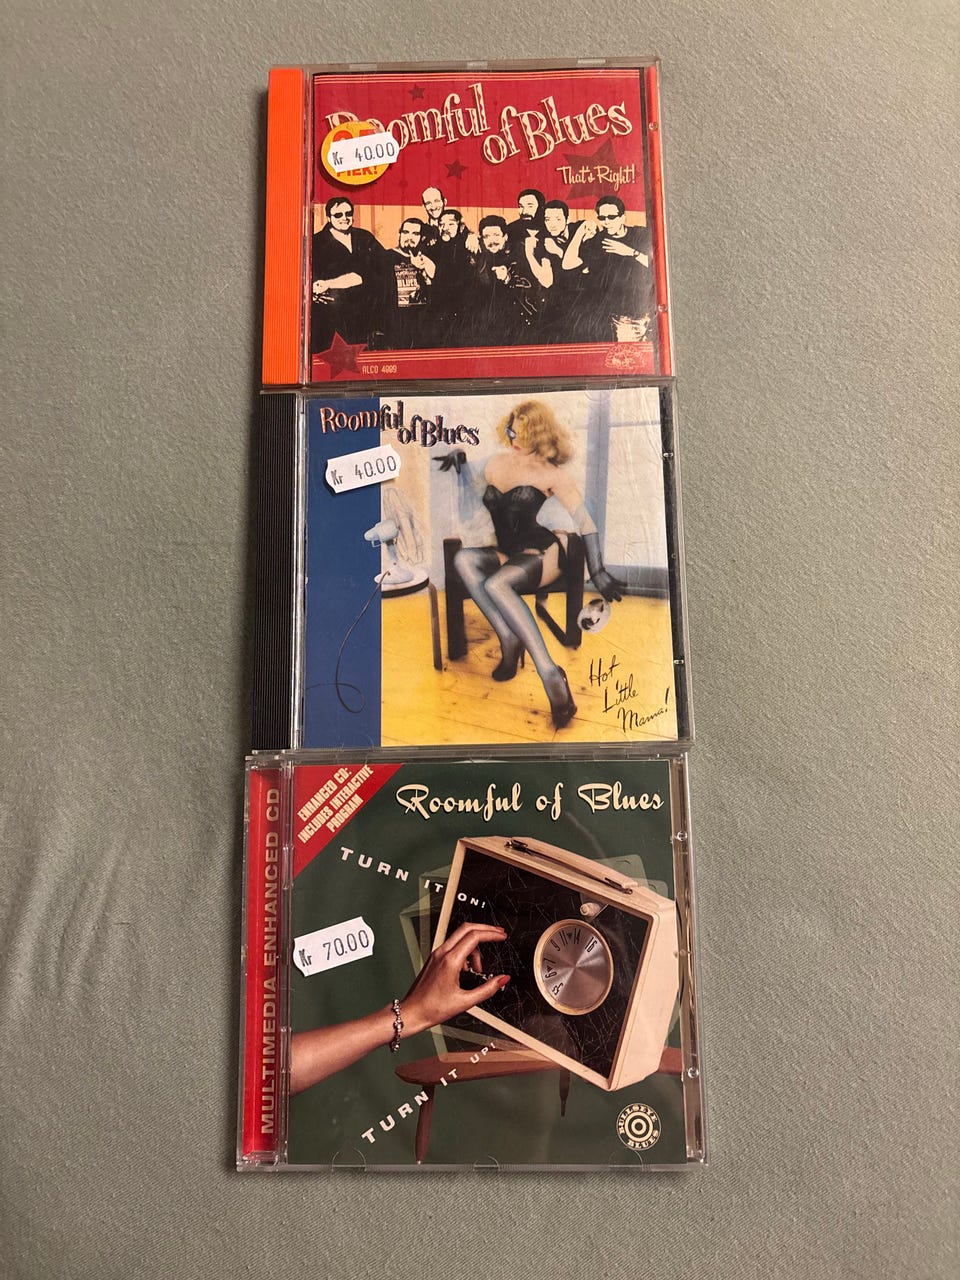 Roomful
of Blues
Kr 40.00
That's Right!
BLUES
ALCD 4889
Roomful
of Blues
Kr 40.00
Hot
Little
Mama!
MULTIMEDIA ENHANCED CD
ENHANCED CD:
INCLUDES INTERACTIVE
PROGRAM
Roomful of Blues
TURN IT ON!
Kr 70.00
TURN IT UP!
BULLSEYE
BLUES